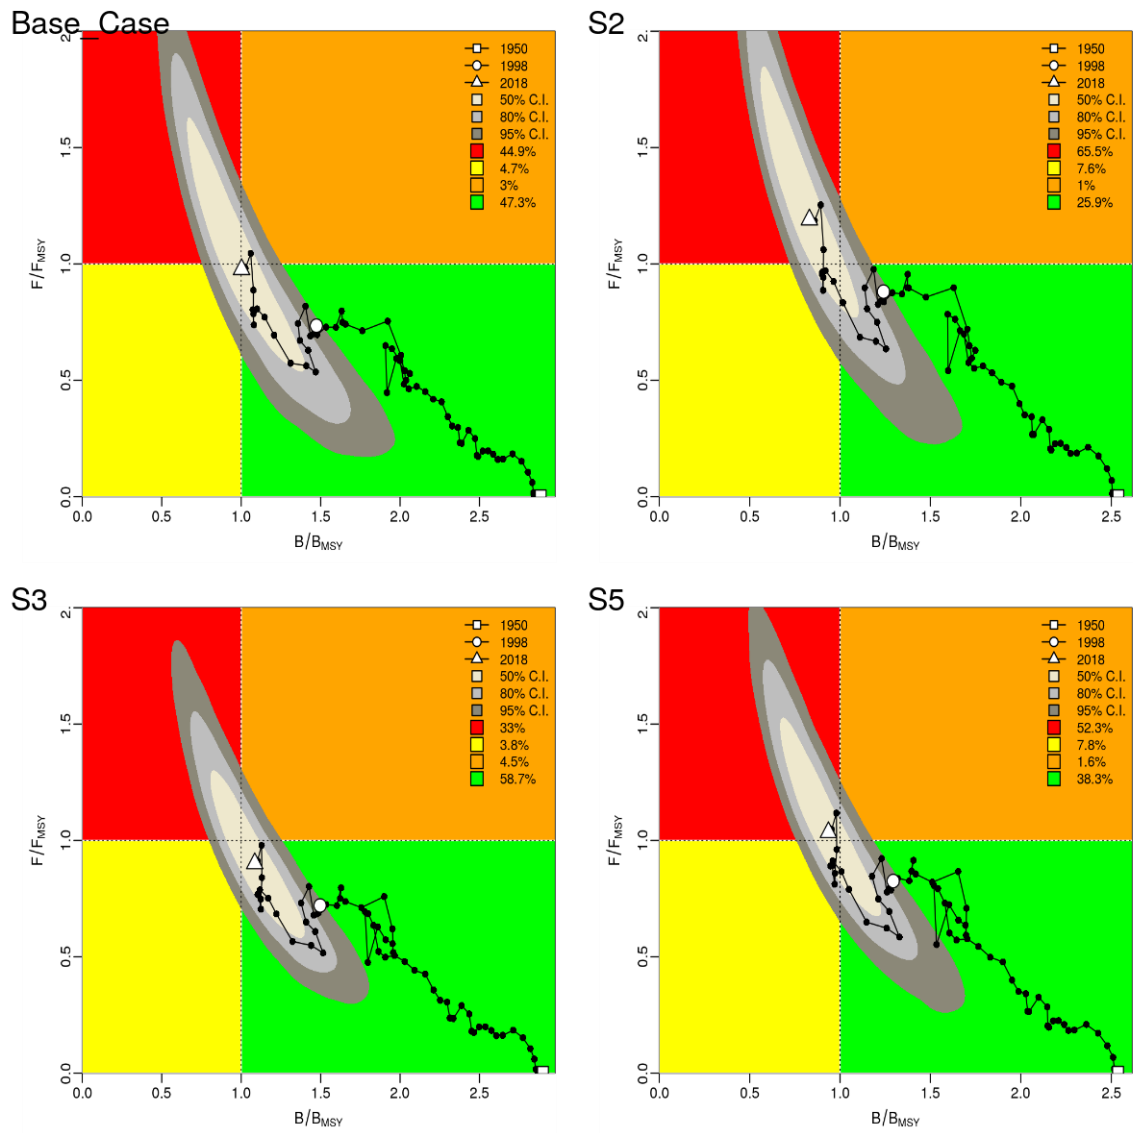 Base_Case
1950
1998
2018
50% C.I.
80% C.I.
95% C.I.
44.9%
4.7%
3%
47.3%
F/FMSY
2.
1.5
1.0
0.5
0.0
0.0 0.5 1.0 1.5 2.0 2.5
B/BMSY
S2
1950
1998
2018
50% C.I.
80% C.I.
95% C.I.
65.5%
7.6%
1%
25.9%
F/FMSY
2.
1.5
1.0
0.5
0.0
0.0 0.5 1.0 1.5 2.0 2.5
B/BMSY
S3
1950
1998
2018
50% C.I.
80% C.I.
95% C.I.
33%
3.8%
4.5%
58.7%
F/FMSY
2.
1.5
1.0
0.5
0.0
0.0 0.5 1.0 1.5 2.0 2.5
B/BMSY
S5
1950
1998
2018
50% C.I.
80% C.I.
95% C.I.
52.3%
7.8%
1.6%
38.3%
F/FMSY
2.
1.5
1.0
0.5
0.0
0.0 0.5 1.0 1.5 2.0 2.5
B/BMSY